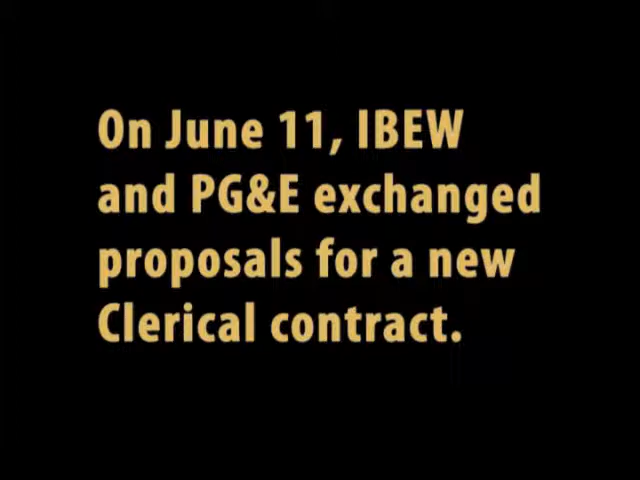 On June 11, IBEW
and PG&E exchanged
proposals for a new
Clerical contract.